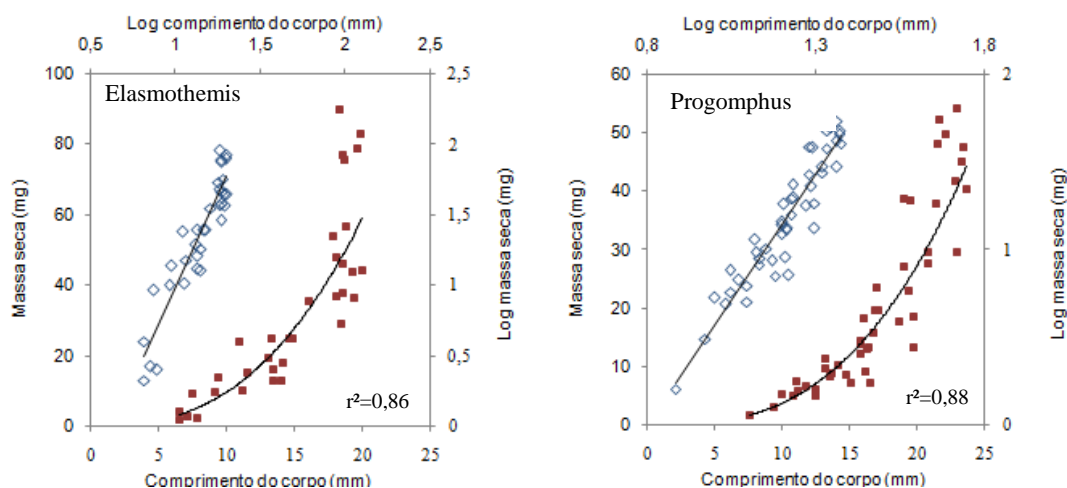 Log comprimento do corpo (mm)
0,5 1 1,5 2 2,5
100 80 60 40 20 0
Massa seca (mg)
Elasmothemis
r²=0,86
2,5 2 1,5 1 0,5 0
Log massa seca (mg)
0 5 10 15 20 25
Comprimento do corpo (mm)
Log comprimento do corpo (mm)
0,8 1,3 1,8
60 50 40 30 20 10 0
Massa seca (mg)
Progomphus
r²=0,88
2 1 0
Log massa seca (mg)
0 5 10 15 20 25
Comprimento do corpo (mm)